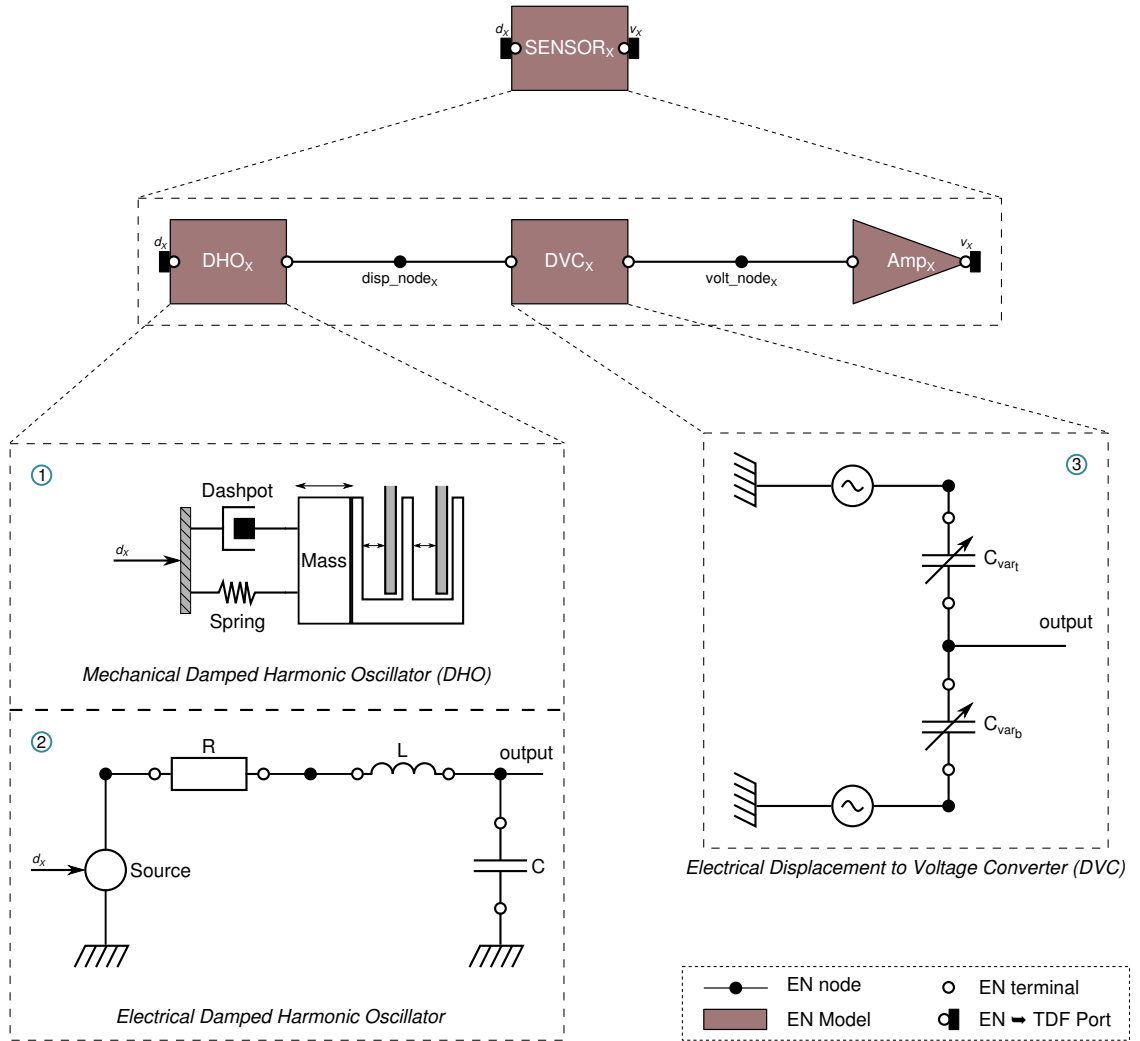 dₓ
vₓ
SENSORₓ
dₓ
DHOₓ
disp_nodeₓ
DVCₓ
volt_nodeₓ
Ampₓ
vₓ
1
Dashpot
dₓ
Mass
Spring
Mechanical Damped Harmonic Oscillator (DHO)
2
R
L
output
dₓ
Source
C
Electrical Damped Harmonic Oscillator
3
C_var_t
output
C_var_b
Electrical Displacement to Voltage Converter (DVC)
EN node
EN terminal
EN Model
EN ➥ TDF Port